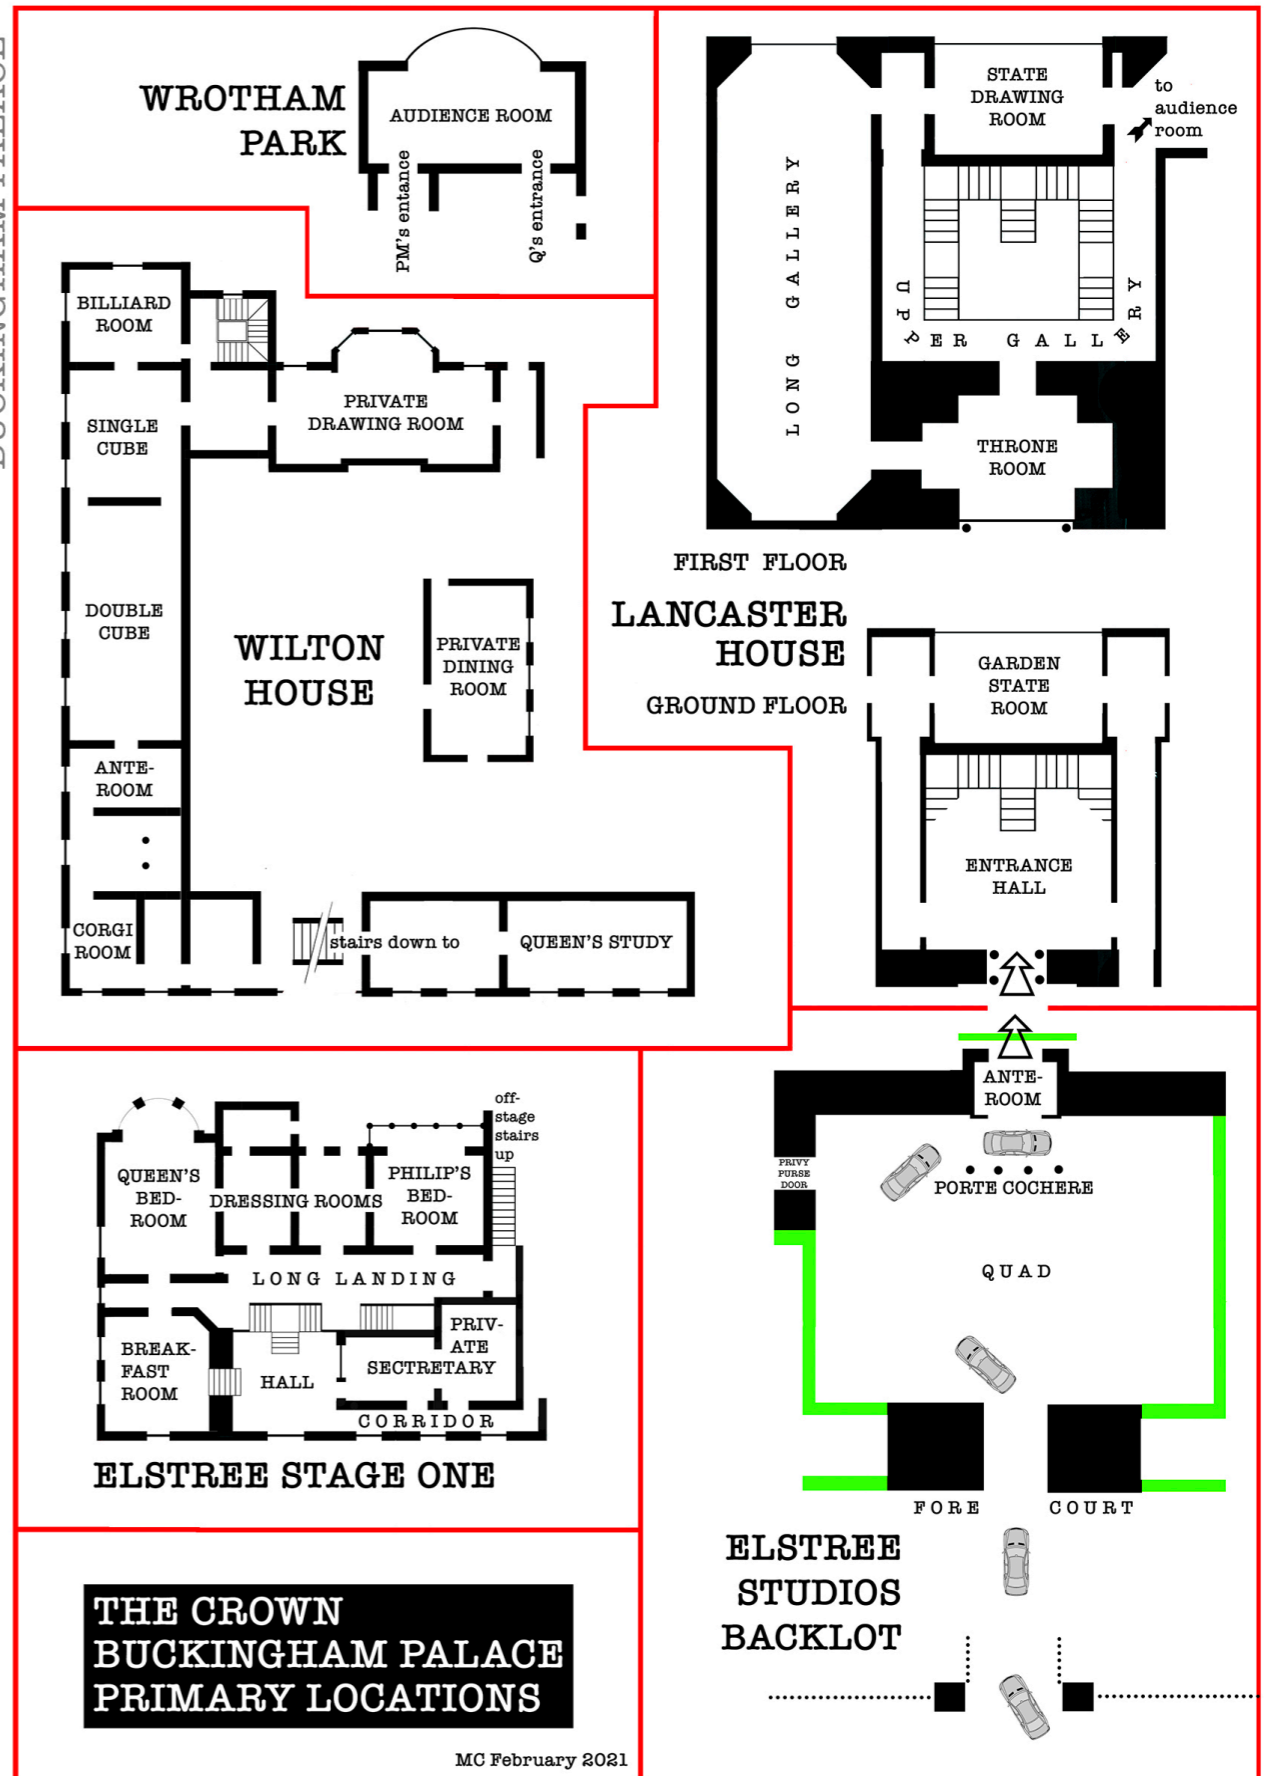 BUCKINGHAM PALACE
WROTHAM
PARK
AUDIENCE ROOM
PM's entance
Q's entrance
STATE
DRAWING
ROOM
to
audience
room
LONG GALLERY
UPPER GALLERY
THRONE
ROOM
FIRST FLOOR
LANCASTER
HOUSE
GROUND FLOOR
GARDEN
STATE
ROOM
ENTRANCE
HALL
BILLIARD
ROOM
SINGLE
CUBE
PRIVATE
DRAWING ROOM
DOUBLE
CUBE
WILTON
HOUSE
PRIVATE
DINING
ROOM
ANTE-
ROOM
CORGI
ROOM
stairs down to
QUEEN'S STUDY
off-
stage
stairs
up
QUEEN'S
BED-
ROOM
DRESSING ROOMS
PHILIP'S
BED-
ROOM
LONG LANDING
BREAK-
FAST
ROOM
HALL
PRIV-
ATE
SECTRETARY
CORRIDOR
ELSTREE STAGE ONE
ANTE-
ROOM
PRIVY
PURSE
DOOR
PORTE COCHERE
QUAD
FORE COURT
ELSTREE
STUDIOS
BACKLOT
THE CROWN
BUCKINGHAM PALACE
PRIMARY LOCATIONS
MC February 2021